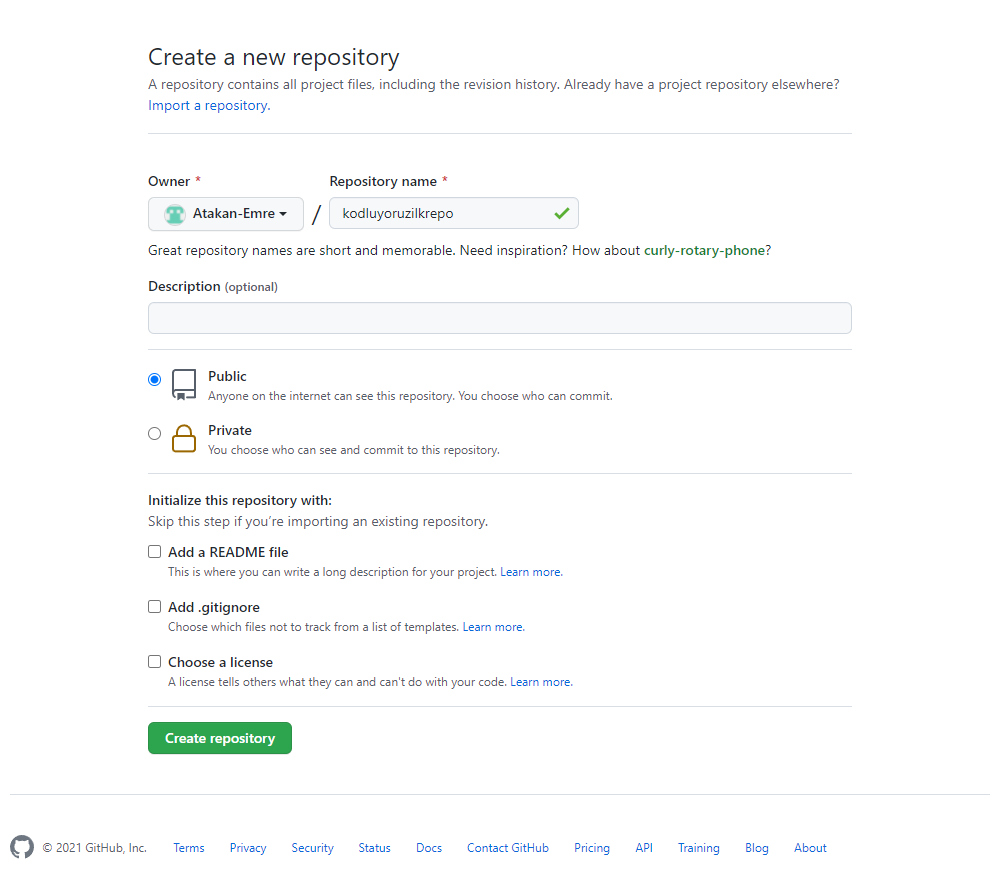 Create a new repository
A repository contains all project files, including the revision history. Already have a project repository elsewhere?
Import a repository.
Owner * Repository name *
Atakan-Emre / kodluyoruzilkrepo
Great repository names are short and memorable. Need inspiration? How about curly-rotary-phone?
Description (optional)
Public
Anyone on the internet can see this repository. You choose who can commit.
Private
You choose who can see and commit to this repository.
Initialize this repository with:
Skip this step if you’re importing an existing repository.
Add a README file
This is where you can write a long description for your project. Learn more.
Add .gitignore
Choose which files not to track from a list of templates. Learn more.
Choose a license
A license tells others what they can and can't do with your code. Learn more.
Create repository
© 2021 GitHub, Inc. Terms Privacy Security Status Docs Contact GitHub Pricing API Training Blog About